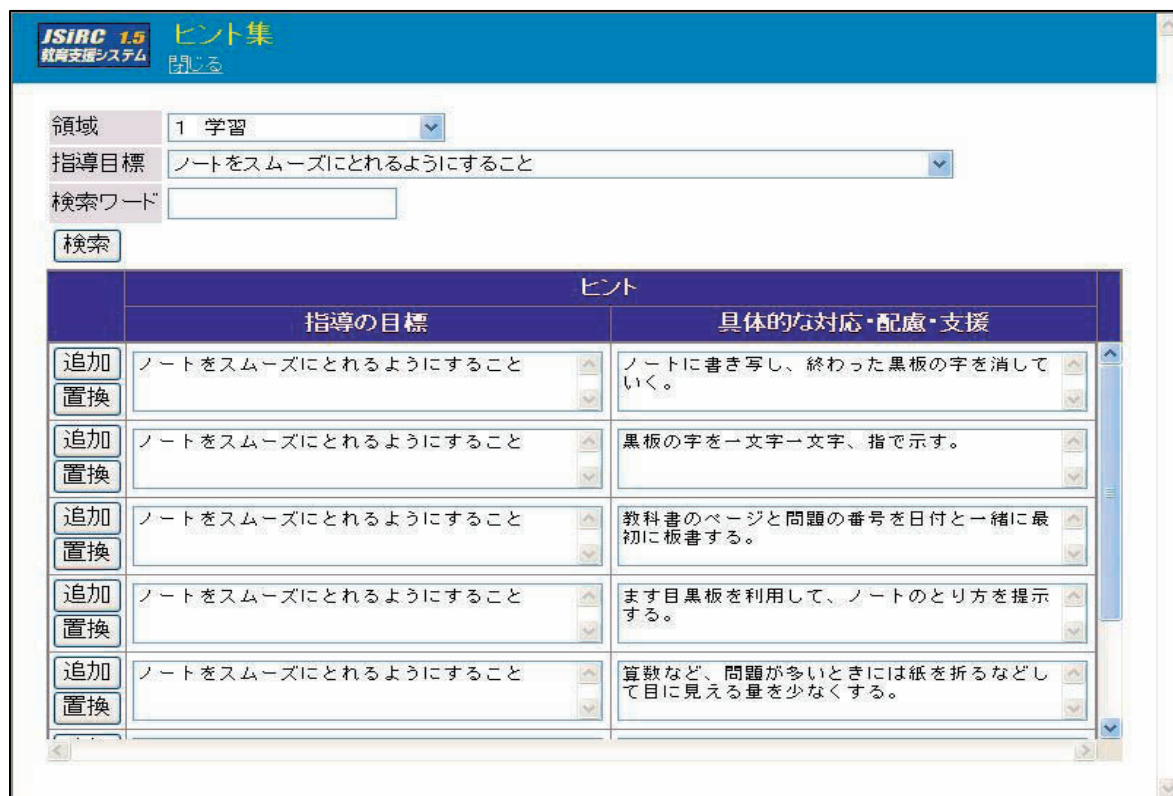 JSiRC 1.5
教育支援システム
ヒント集
閉じる
領域
1 学習
指導目標
ノートをスムーズにとれるようにすること
検索ワード
検索
ヒント
指導の目標
具体的な対応・配慮・支援
追加
置換
ノートをスムーズにとれるようにすること
ノートに書き写し、終わった黒板の字を消して
いく。
追加
置換
ノートをスムーズにとれるようにすること
黒板の字を一文字一文字、指で示す。
追加
置換
ノートをスムーズにとれるようにすること
教科書のページと問題の番号を日付と一緒に最
初に板書する。
追加
置換
ノートをスムーズにとれるようにすること
ます目黒板を利用して、ノートのとり方を提示
する。
追加
置換
ノートをスムーズにとれるようにすること
算数など、問題が多いときには紙を折るなどし
て目に見える量を少なくする。